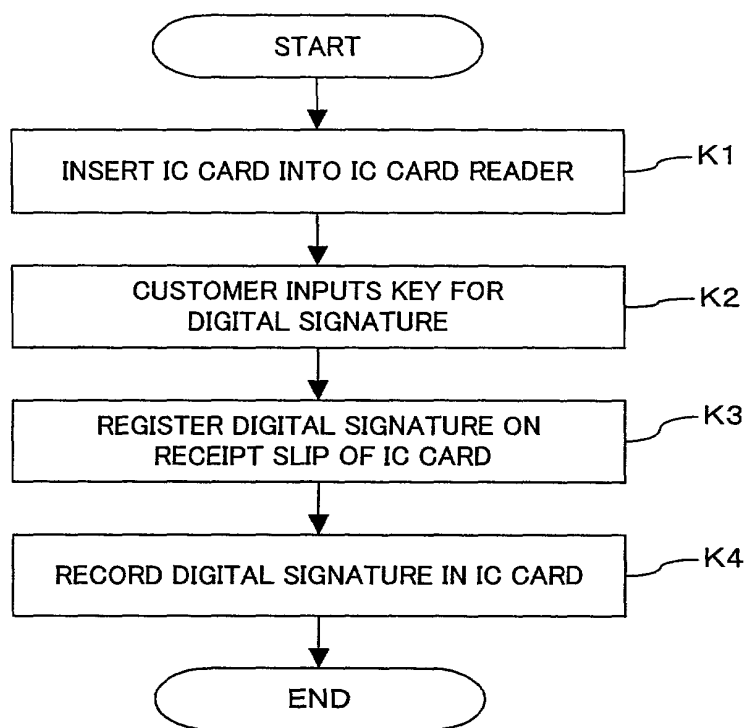 START
INSERT IC CARD INTO IC CARD READER
K1
CUSTOMER INPUTS KEY FOR
DIGITAL SIGNATURE
K2
REGISTER DIGITAL SIGNATURE ON
RECEIPT SLIP OF IC CARD
K3
RECORD DIGITAL SIGNATURE IN IC CARD
K4
END